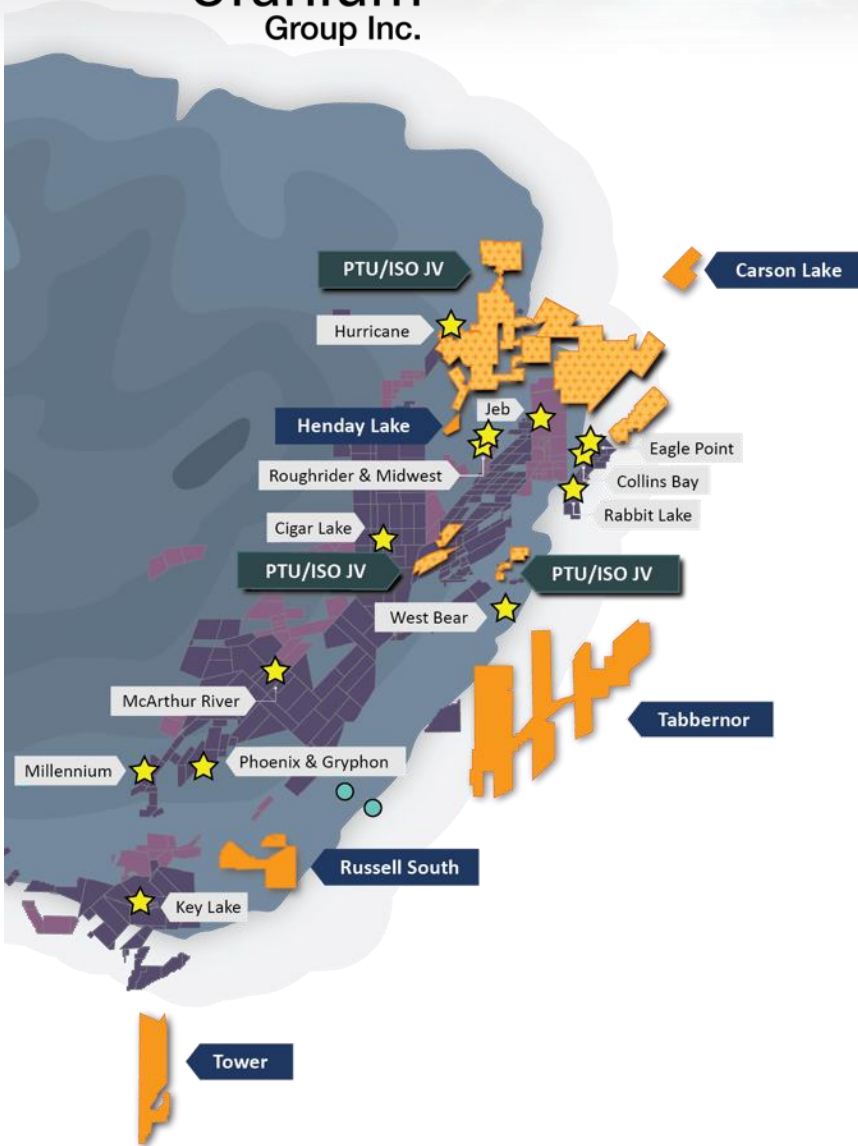 Group Inc.
PTU/ISO JV
Carson Lake
Hurricane
Jeb
Henday Lake
Eagle Point
Roughrider & Midwest
Collins Bay
Rabbit Lake
Cigar Lake
PTU/ISO JV
PTU/ISO JV
West Bear
McArthur River
Tabbernor
Phoenix & Gryphon
Millennium
Russell South
Key Lake
Tower